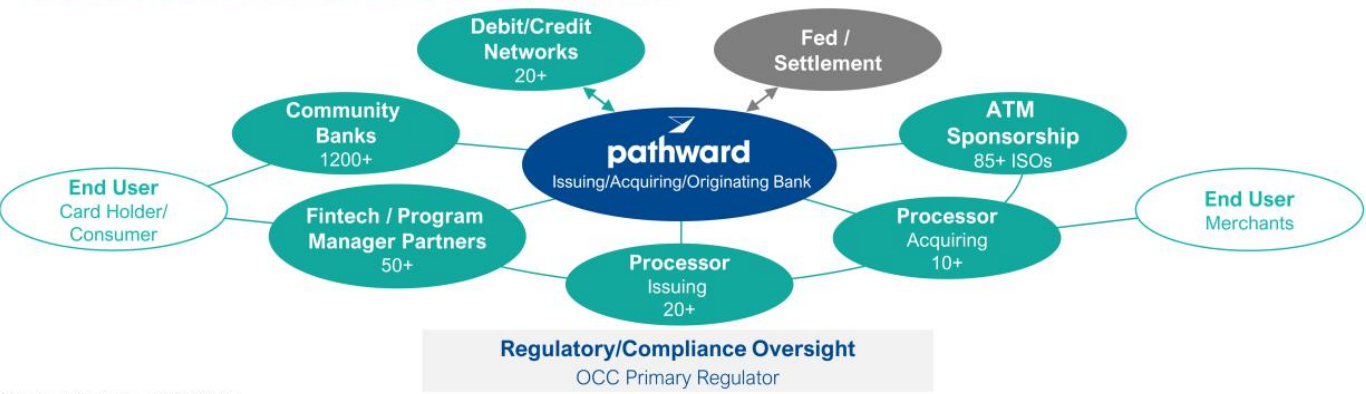 Debit/Credit
Networks
20+
Fed /
Settlement
Community
Banks
1200+
pathward
Issuing/Acquiring/Originating Bank
ATM
Sponsorship
85+ ISOs
End User
Card Holder/
Consumer
Fintech / Program
Manager Partners
50+
Processor
Issuing
20+
Processor
Acquiring
10+
End User
Merchants
Regulatory/Compliance Oversight
OCC Primary Regulator